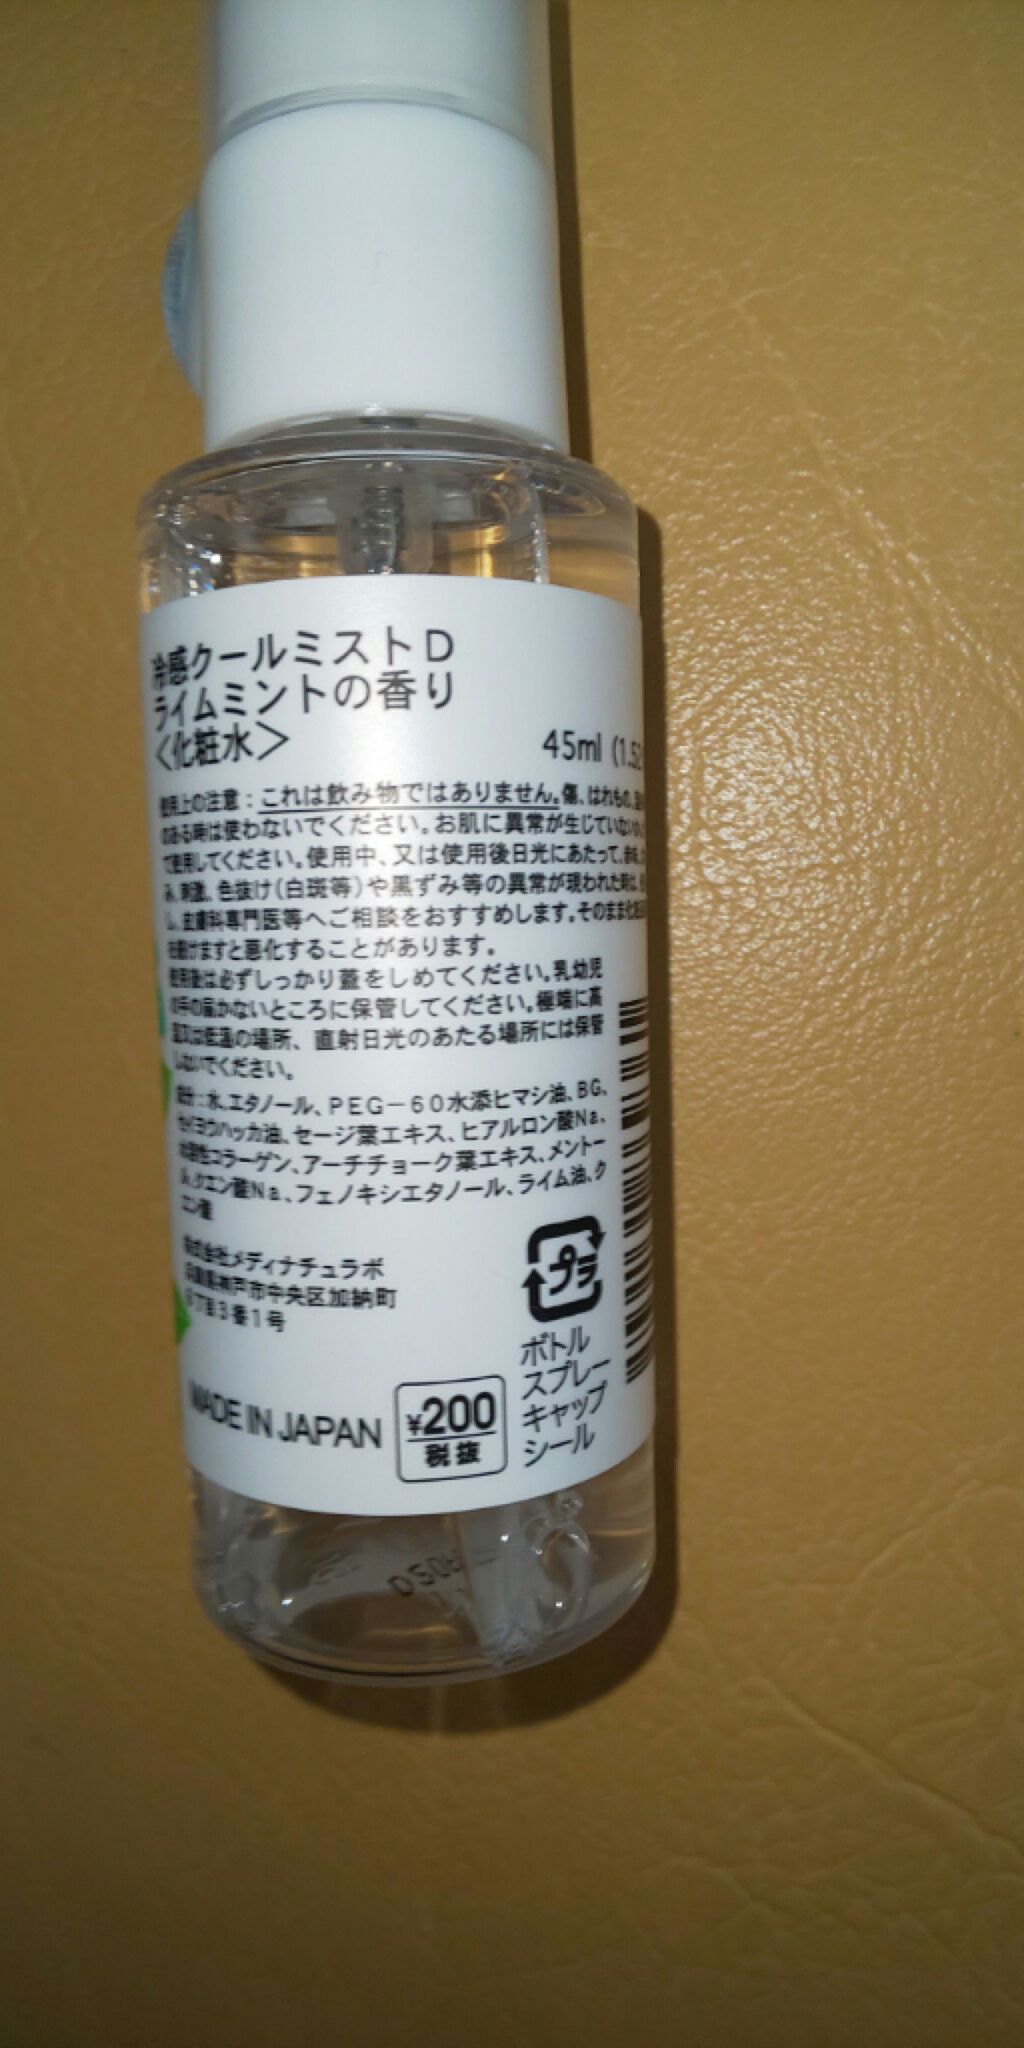 冷感クールミストD
ライムミントの香り
<化粧水>
45ml (1.52
使用上の注意：これは飲み物ではありません。傷、はれもの、
のある時は使わないでください。お肌に異常が生じていないか
て使用してください。使用中、又は使用後日光にあたって、赤味、
み、刺激、色抜け(白斑等)や黒ずみ等の異常が現われた時は、
し、皮膚科専門医等へご相談をおすすめします。そのまま化粧品
を続けますと悪化することがあります。
使用後は必ずしっかり蓋をしめてください。乳幼児
の手の届かないところに保管してください。極端に高
温又は低温の場所、直射日光のあたる場所には保管
しないでください。
成分：水、エタノール、PEG－60水添ヒマシ油、BG、
セイヨウハッカ油、セージ葉エキス、ヒアルロン酸Na、
水溶性コラーゲン、アーチチョーク葉エキス、メントー
ル、クエン酸Na、フェノキシエタノール、ライム油、ク
エン酸
株式会社メディナチュラボ
兵庫県神戸市中央区加納町
6丁目3番1号
プラ
ボトル
スプレー
キャップ
シール
MADE IN JAPAN
¥200
税抜